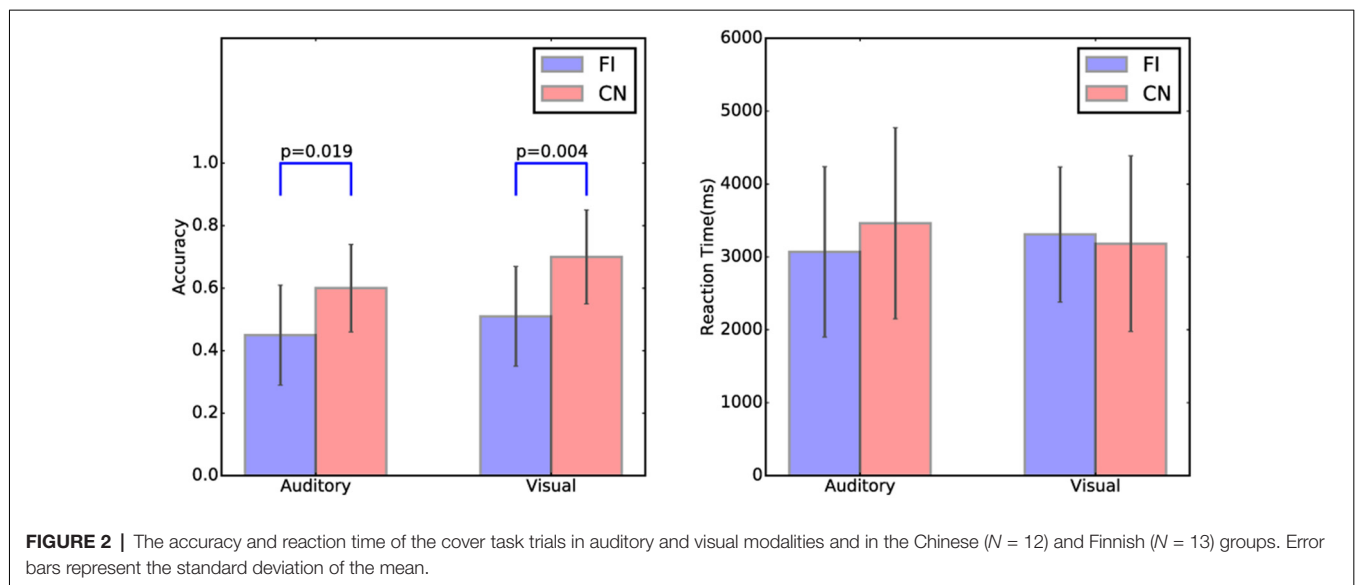 FI
CN
p=0.019
p=0.004
1.0
0.8
0.6
0.4
0.2
0.0
Accuracy
Auditory
Visual
FI
CN
6000
5000
4000
3000
2000
1000
0
Reaction Time(ms)
Auditory
Visual
FIGURE 2 | The accuracy and reaction time of the cover task trials in auditory and visual modalities and in the Chinese (N = 12) and Finnish (N = 13) groups. Error
bars represent the standard deviation of the mean.